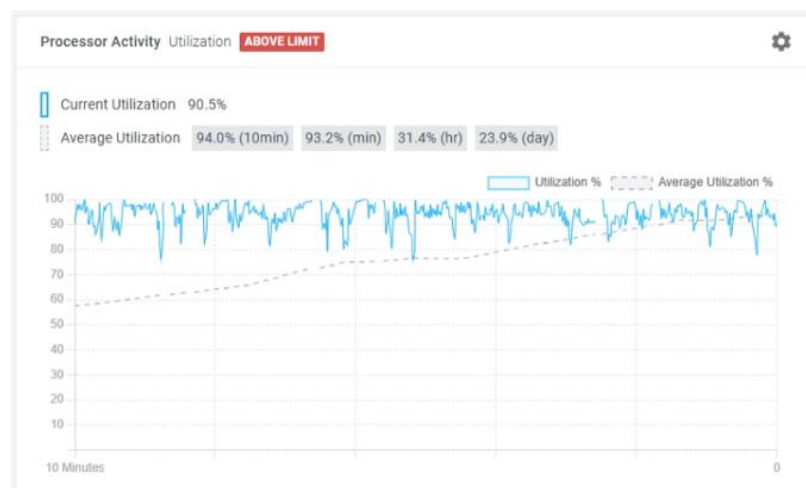 Processor Activity Utilization ABOVE LIMIT
Current Utilization 90.5%
Average Utilization 94.0% (10min) 93.2% (min) 31.4% (hr) 23.9% (day)
Utilization % Average Utilization %
100
90
80
70
60
50
40
30
20
10
10 Minutes 0